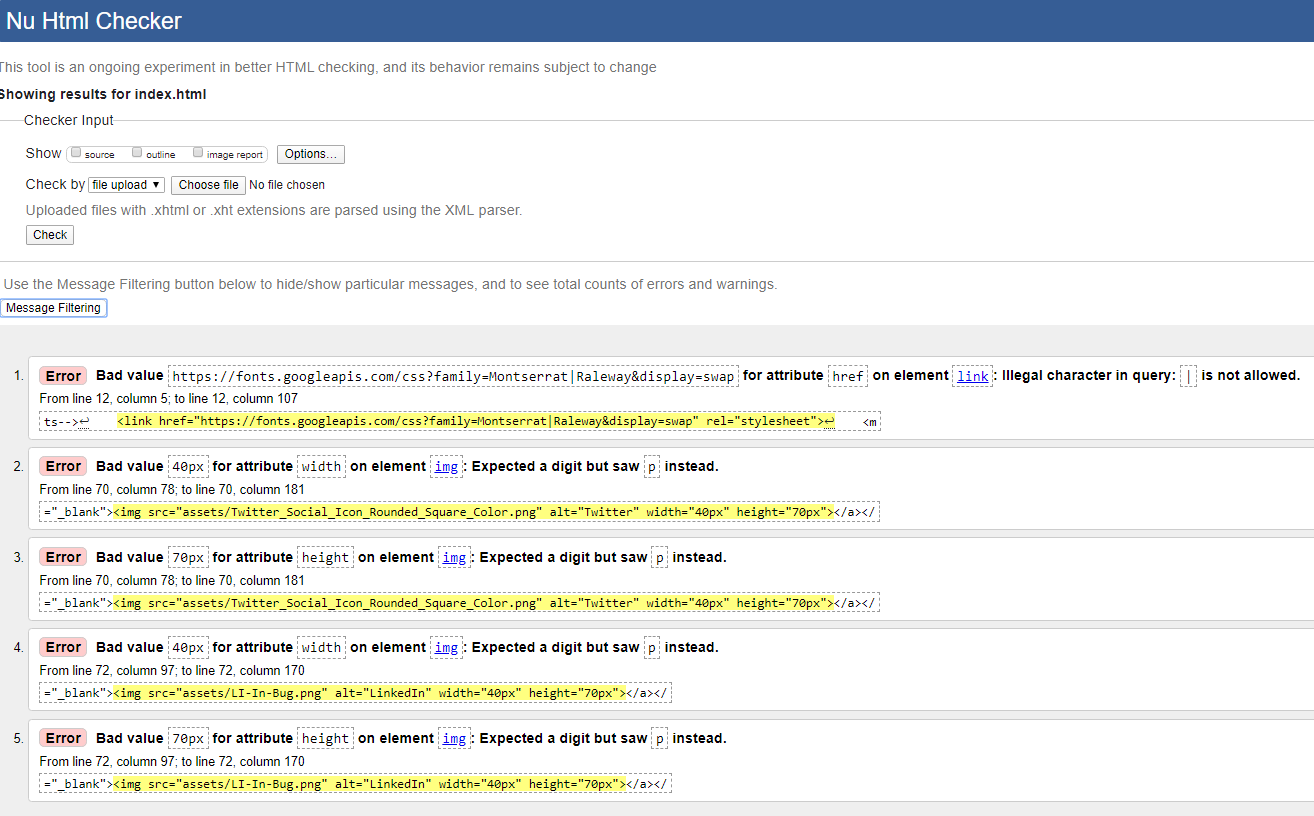 Nu Html Checker
This tool is an ongoing experiment in better HTML checking, and its behavior remains subject to change
Showing results for index.html
Checker Input
Show source outline image report Options...
Check by file upload ▼ Choose file No file chosen
Uploaded files with .xhtml or .xht extensions are parsed using the XML parser.
Check
Use the Message Filtering button below to hide/show particular messages, and to see total counts of errors and warnings.
Message Filtering
1. Error Bad value https://fonts.googleapis.com/css?family=Montserrat|Raleway&display=swap for attribute href on element link: Illegal character in query: | is not allowed.
From line 12, column 5; to line 12, column 107
ts-->↩ <link href="https://fonts.googleapis.com/css?family=Montserrat|Raleway&display=swap" rel="stylesheet">↩ <m
2. Error Bad value 40px for attribute width on element img: Expected a digit but saw p instead.
From line 70, column 78; to line 70, column 181
="_blank"><img src="assets/Twitter_Social_Icon_Rounded_Square_Color.png" alt="Twitter" width="40px" height="70px"></a></
3. Error Bad value 70px for attribute height on element img: Expected a digit but saw p instead.
From line 70, column 78; to line 70, column 181
="_blank"><img src="assets/Twitter_Social_Icon_Rounded_Square_Color.png" alt="Twitter" width="40px" height="70px"></a></
4. Error Bad value 40px for attribute width on element img: Expected a digit but saw p instead.
From line 72, column 97; to line 72, column 170
="_blank"><img src="assets/LI-In-Bug.png" alt="LinkedIn" width="40px" height="70px"></a></
5. Error Bad value 70px for attribute height on element img: Expected a digit but saw p instead.
From line 72, column 97; to line 72, column 170
="_blank"><img src="assets/LI-In-Bug.png" alt="LinkedIn" width="40px" height="70px"></a></